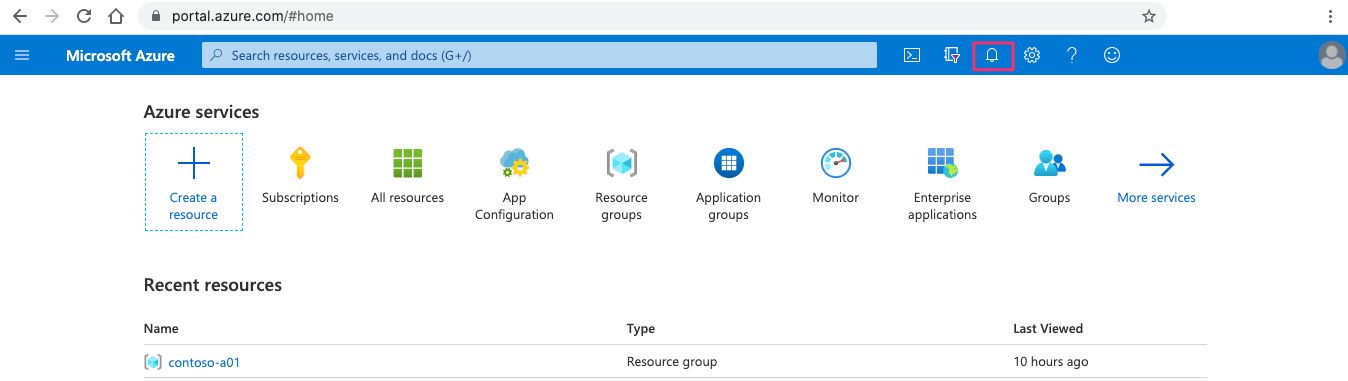 portal.azure.com/#home
Microsoft Azure
Search resources, services, and docs (G+/)
Azure services
Create a
resource
Subscriptions
All resources
App
Configuration
Resource
groups
Application
groups
Monitor
Enterprise
applications
Groups
More services
Recent resources
Name Type Last Viewed
contoso-a01 Resource group 10 hours ago